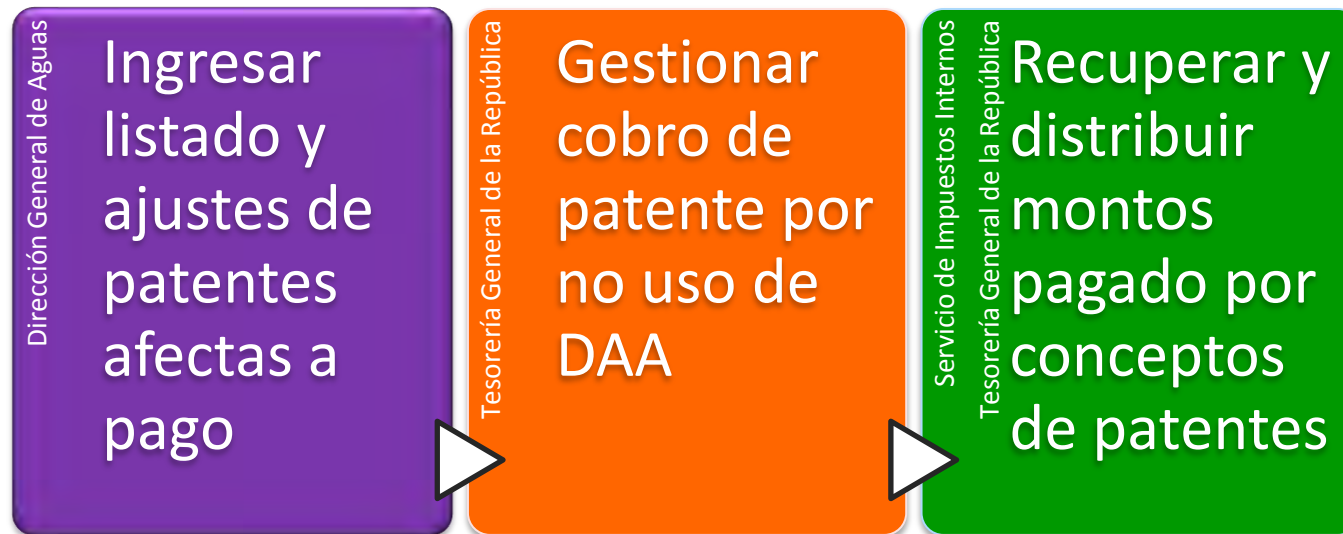 Dirección General de Aguas
Ingresar
listado y
ajustes de
patentes
afectas a
pago
Tesorería General de la República
Gestionar
cobro de
patente por
no uso de
DAA
Servicio de Impuestos Internos
Tesorería General de la República
Recuperar y
distribuir
montos
pagado por
conceptos
de patentes